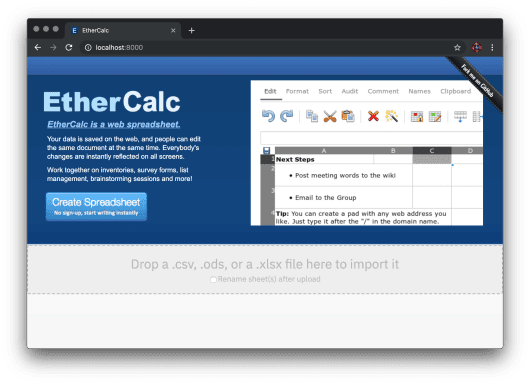 EtherCalc
localhost:8000
Fork me on GitHub
EtherCalc
EtherCalc is a web spreadsheet.
Your data is saved on the web, and people can edit
the same document at the same time. Everybody's
changes are instantly reflected on all screens.
Work together on inventories, survey forms, list
management, brainstorming sessions and more!
Create Spreadsheet
No sign-up, start writing instantly
Edit Format Sort Audit Comment Names Clipboard
A B C D
1 Next Steps
2 • Post meeting words to the wiki
3 • Email to the Group
Tip: You can create a pad with any web address you
like. Just type it after the "/" in the domain name.
Drop a .csv, .ods, or a .xlsx file here to import it
Rename sheet(s) after upload